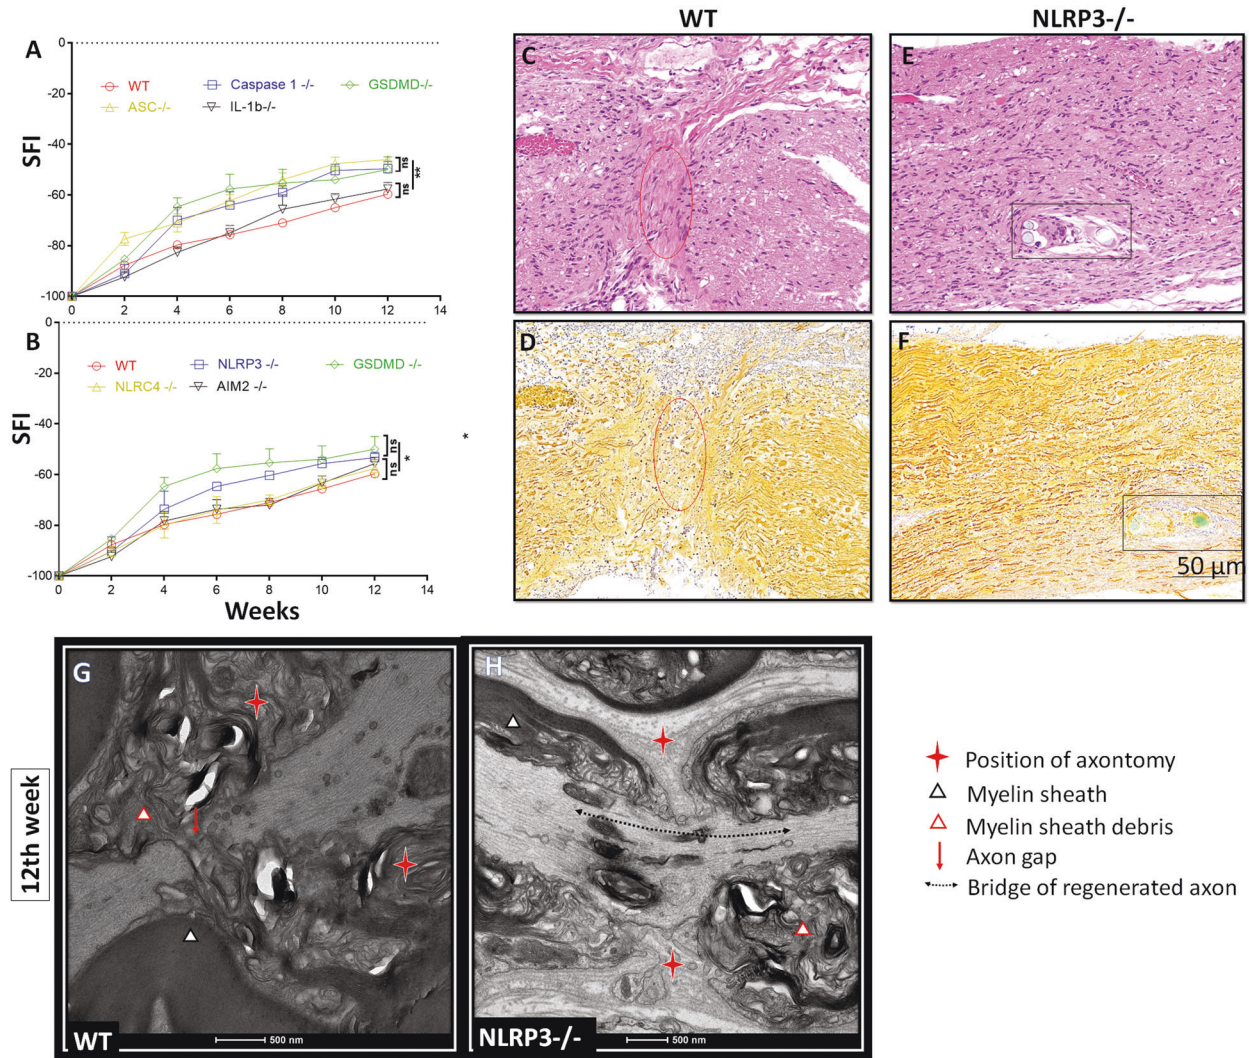 WT
NLRP3-/-
A
0
-20
-40
-60
-80
-100
SFI
WT
Caspase 1 -/-
GSDMD-/-
ASC-/-
IL-1b-/-
ns
**
ns
0
2
4
6
8
10
12
14
B
0
-20
-40
-60
-80
-100
SFI
WT
NLRP3 -/-
GSDMD -/-
NLRC4 -/-
AIM2 -/-
*
ns
*
ns
0
2
4
6
8
10
12
14
Weeks
C
E
D
F
50 µm
12th week
G
WT
500 nm
H
NLRP3-/-
500 nm
Position of axontomy
Myelin sheath
Myelin sheath debris
Axon gap
Bridge of regenerated axon